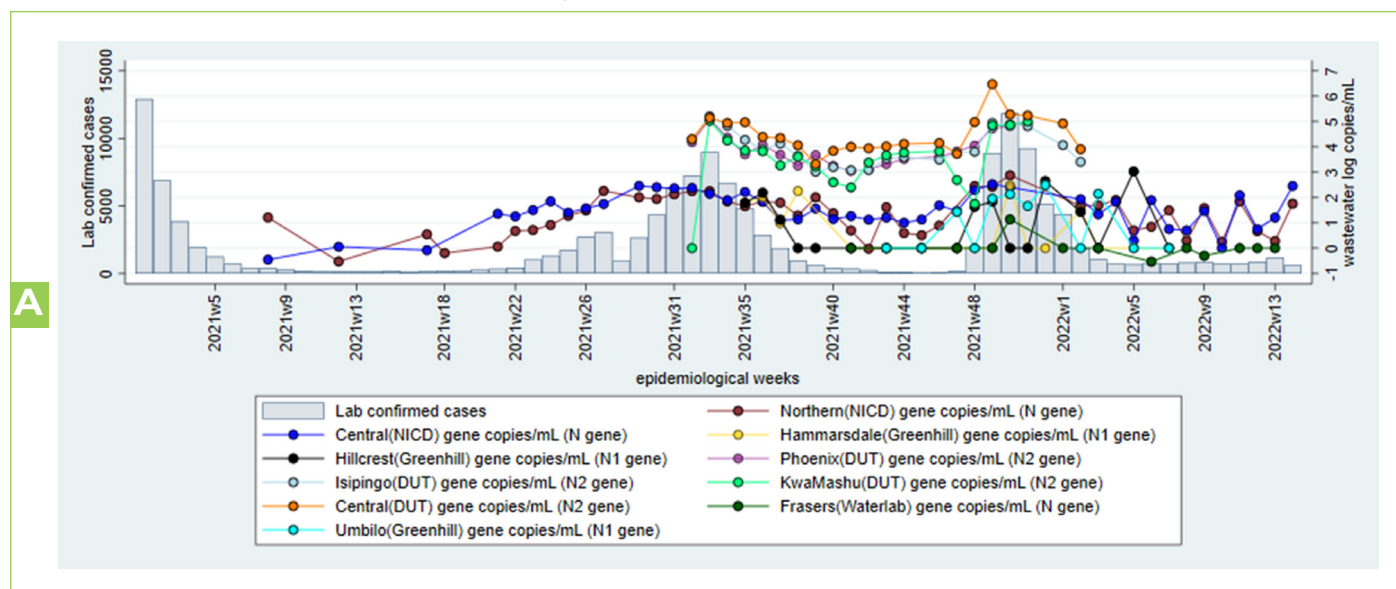 A
Lab confirmed cases
15000
10000
5000
0
7
6
5
4
3
2
1
0
-1
wastewater log copies/mL
2021w5
2021w9
2021w13
2021w18
2021w22
2021w26
2021w31
2021w35
2021w40
2021w44
2021w48
2022w1
2022w5
2022w9
2022w13
epidemiological weeks
Lab confirmed cases
Northern(NICD) gene copies/mL (N gene)
Central(NICD) gene copies/mL (N gene)
Hammarsdale(Greenhill) gene copies/mL (N1 gene)
Hillcrest(Greenhill) gene copies/mL (N1 gene)
Phoenix(DUT) gene copies/mL (N2 gene)
Isipingo(DUT) gene copies/mL (N2 gene)
KwaMashu(DUT) gene copies/mL (N2 gene)
Central(DUT) gene copies/mL (N2 gene)
Frasers(Waterlab) gene copies/mL (N gene)
Umbilo(Greenhill) gene copies/mL (N1 gene)